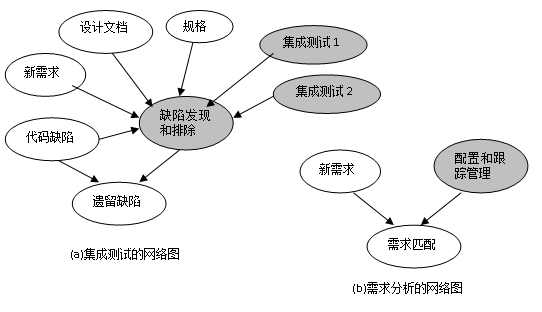 设计文档
规格
集成测试1
新需求
集成测试2
缺陷发现
和排除
代码缺陷
新需求
配置和跟
踪管理
遗留缺陷
需求匹配
(a)集成测试的网络图
(b)需求分析的网络图